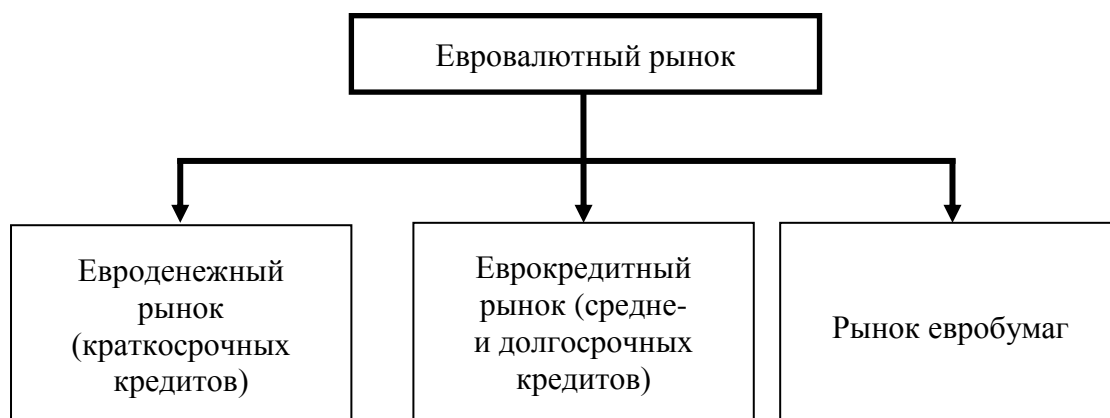 Евровалютный рынок
Евроденежный
рынок
(краткосрочных
кредитов)
Еврокредитный
рынок (средне-
и долгосрочных
кредитов)
Рынок евробумаг